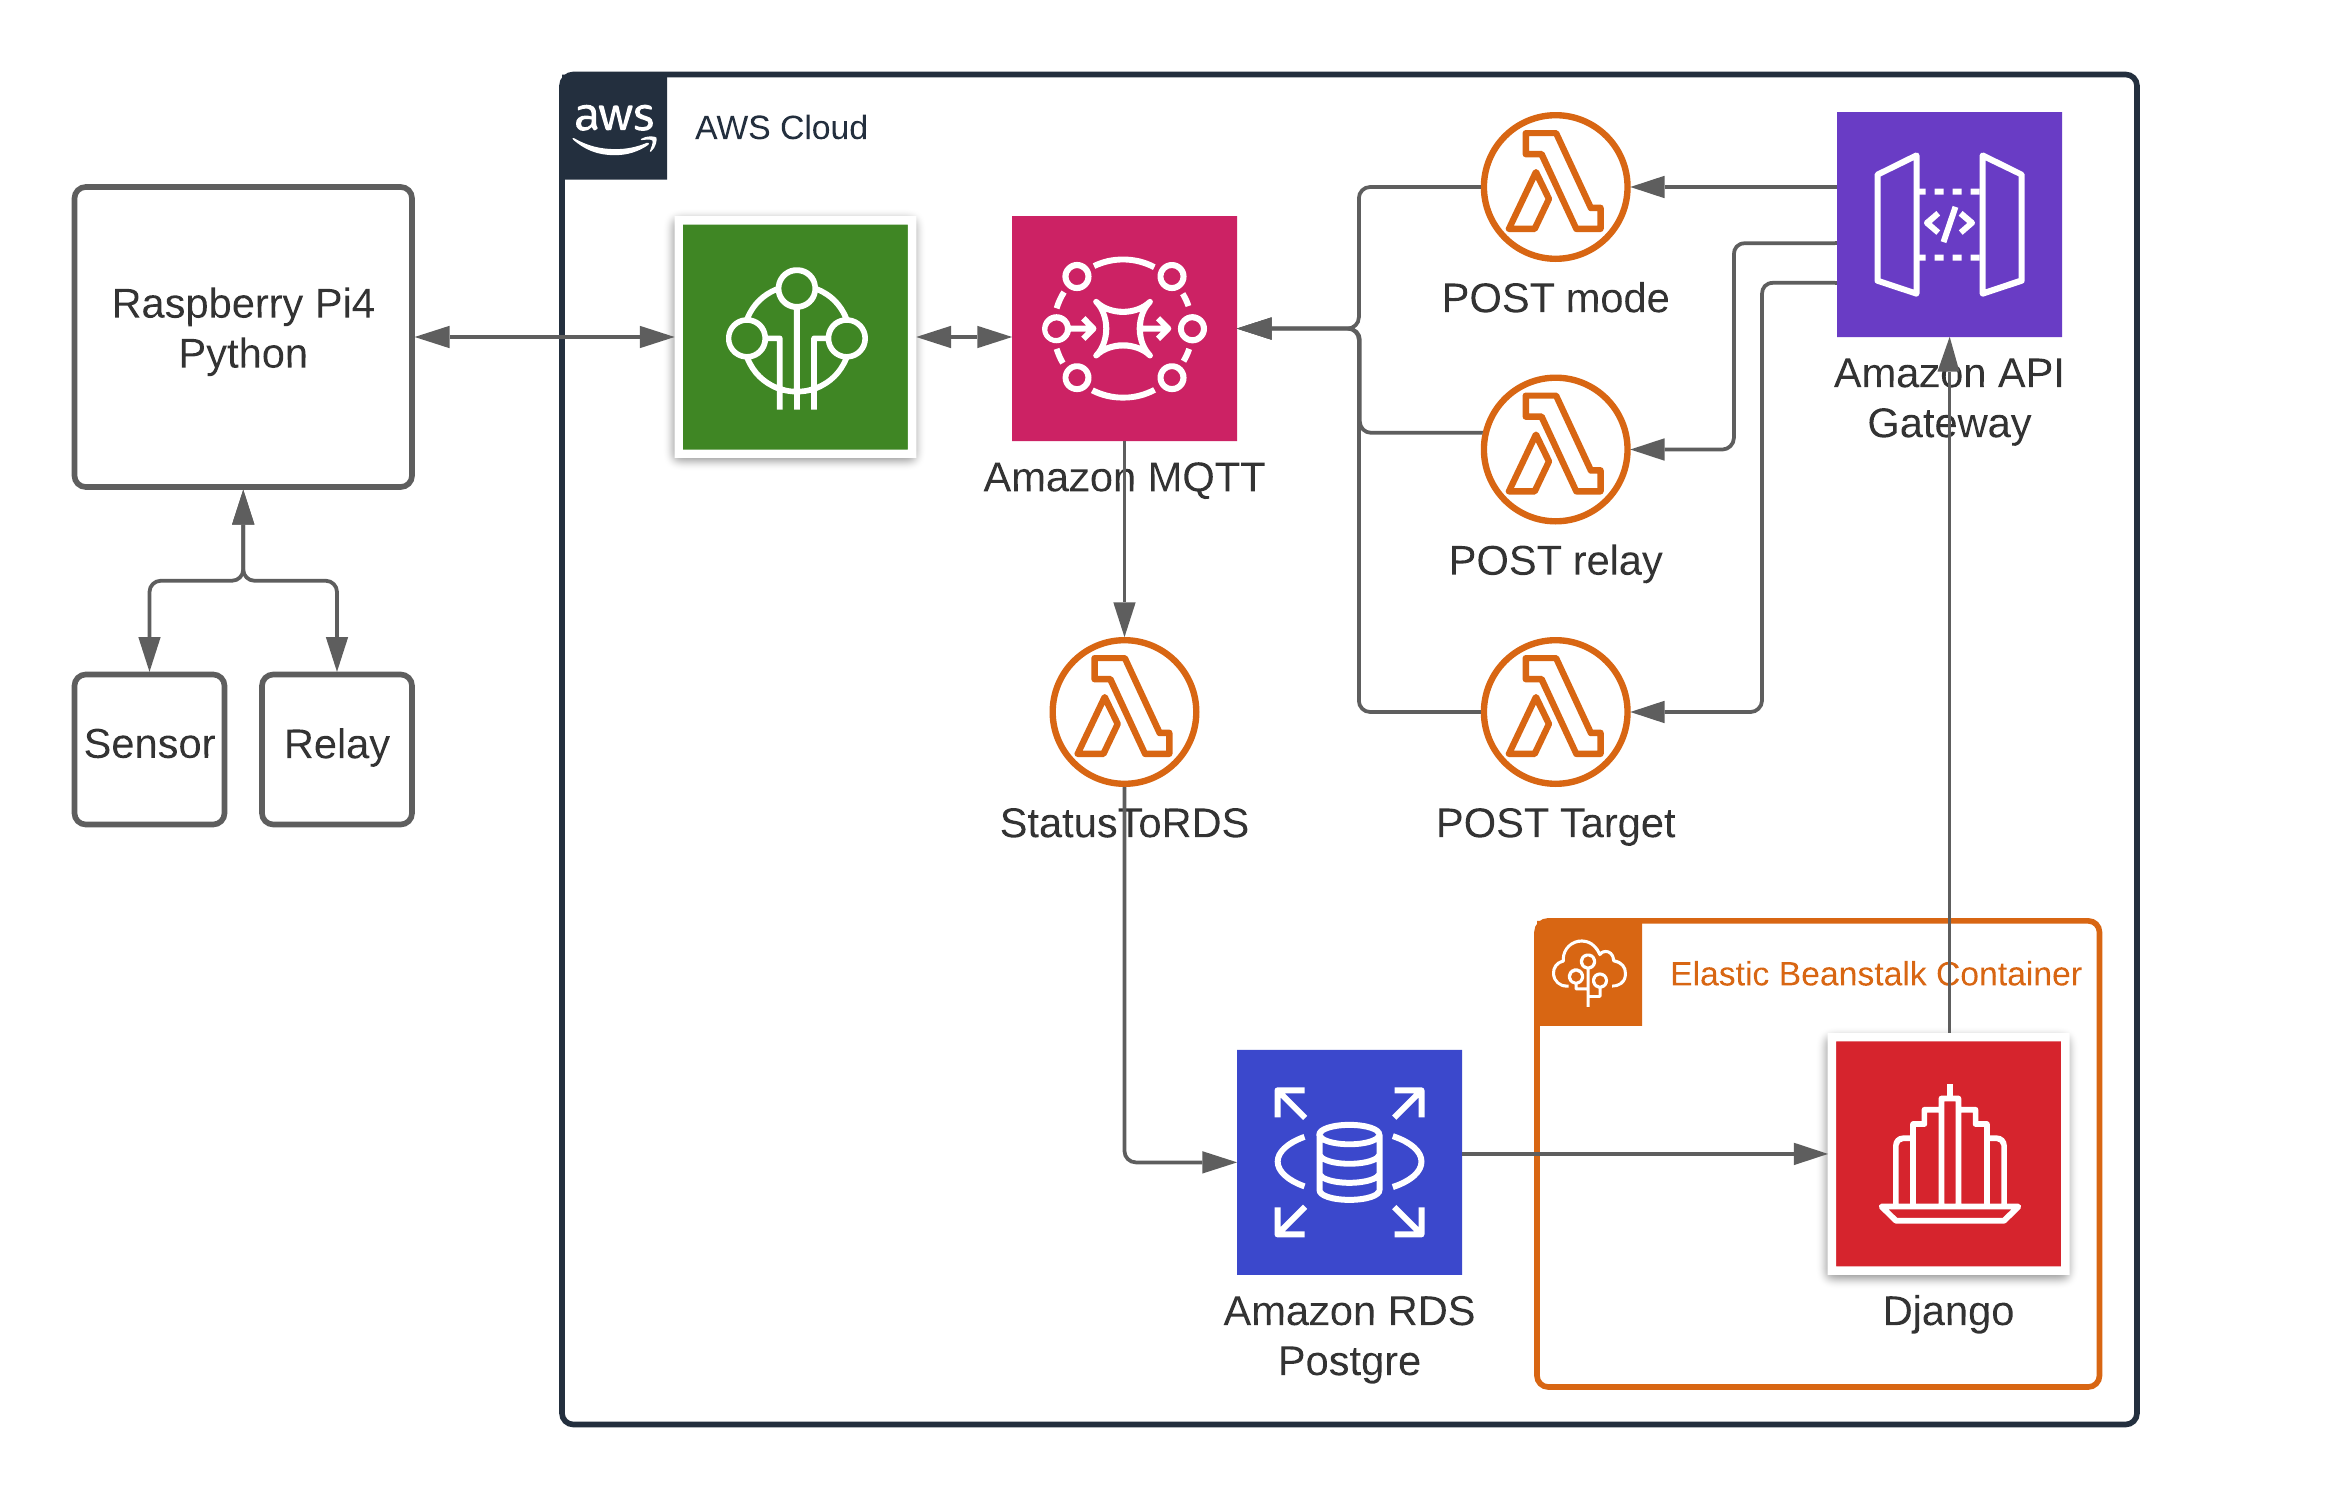 aws
AWS Cloud
Raspberry Pi4
Python
Sensor
Relay
Amazon MQTT
StatusToRDS
POST mode
POST relay
POST Target
</>
Amazon API
Gateway
Elastic Beanstalk Container
Amazon RDS
Postgre
Django